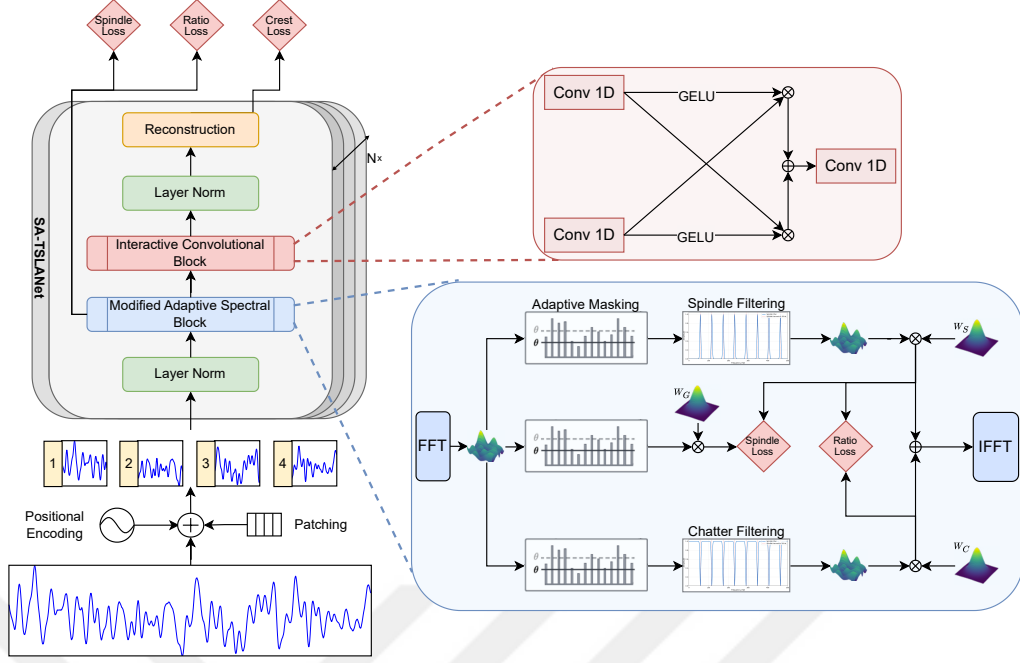 Spindle
Loss
Ratio
Loss
Crest
Loss
SA-TSLANet
Reconstruction
N x
Layer Norm
Interactive Convolutional
Block
Modified Adaptive Spectral
Block
Layer Norm
1
2
3
4
Positional
Encoding
Patching
Conv 1D
GELU
Conv 1D
Conv 1D
GELU
Adaptive Masking
Spindle Filtering
θ
θ
W_S
W_G
FFT
θ
θ
Spindle
Loss
Ratio
Loss
IFFT
Chatter Filtering
θ
θ
W_C